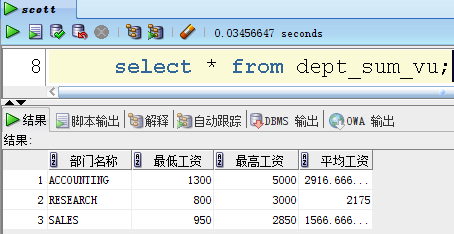 scott
0.03456647 seconds
8 select * from dept_sum_vu;
结果 脚本输出 解释 自动跟踪 DBMS 输出 OWA 输出
结果:
部门名称 最低工资 最高工资 平均工资
1 ACCOUNTING 1300 5000 2916.666...
2 RESEARCH 800 3000 2175
3 SALES 950 2850 1566.666...